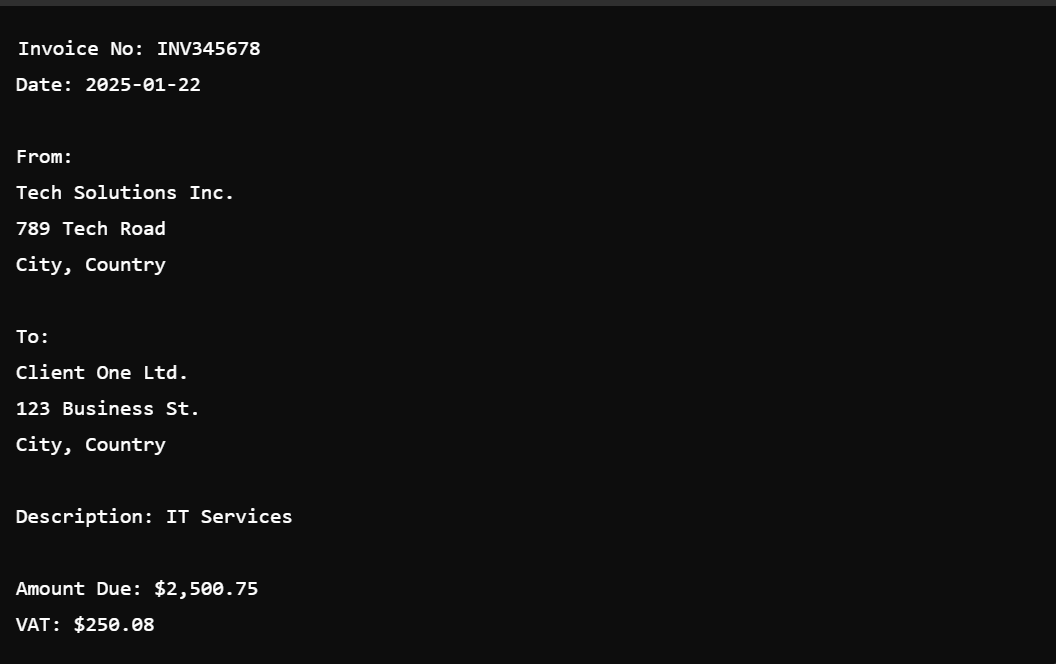 Invoice No: INV345678
Date: 2025-01-22
From:
Tech Solutions Inc.
789 Tech Road
City, Country
To:
Client One Ltd.
123 Business St.
City, Country
Description: IT Services
Amount Due: $2,500.75
VAT: $250.08